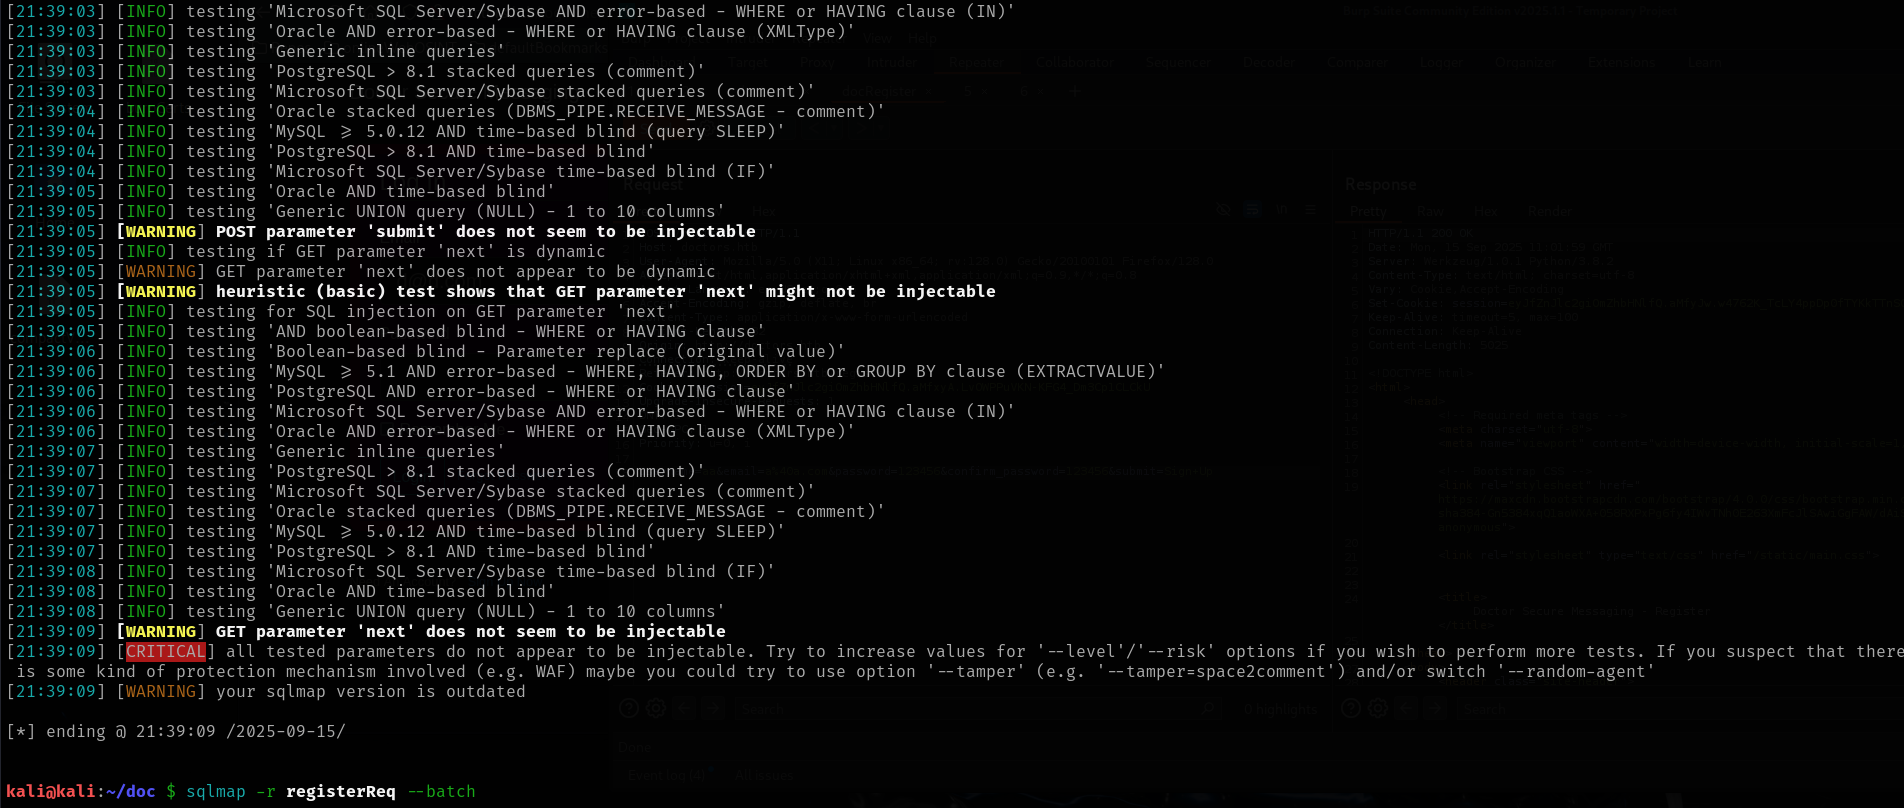 [21:39:03] [INFO] testing 'Microsoft SQL Server/Sybase AND error-based - WHERE or HAVING clause (IN)'
[21:39:03] [INFO] testing 'Oracle AND error-based - WHERE or HAVING clause (XMLType)'
[21:39:03] [INFO] testing 'Generic inline queries'
[21:39:03] [INFO] testing 'PostgreSQL > 8.1 stacked queries (comment)'
[21:39:03] [INFO] testing 'Microsoft SQL Server/Sybase stacked queries (comment)'
[21:39:04] [INFO] testing 'Oracle stacked queries (DBMS_PIPE.RECEIVE_MESSAGE - comment)'
[21:39:04] [INFO] testing 'MySQL >= 5.0.12 AND time-based blind (query SLEEP)'
[21:39:04] [INFO] testing 'PostgreSQL > 8.1 AND time-based blind'
[21:39:04] [INFO] testing 'Microsoft SQL Server/Sybase time-based blind (IF)'
[21:39:05] [INFO] testing 'Oracle AND time-based blind'
[21:39:05] [INFO] testing 'Generic UNION query (NULL) - 1 to 10 columns'
[21:39:05] [WARNING] POST parameter 'submit' does not seem to be injectable
[21:39:05] [INFO] testing if GET parameter 'next' is dynamic
[21:39:05] [WARNING] GET parameter 'next' does not appear to be dynamic
[21:39:05] [WARNING] heuristic (basic) test shows that GET parameter 'next' might not be injectable
[21:39:05] [INFO] testing for SQL injection on GET parameter 'next'
[21:39:05] [INFO] testing 'AND boolean-based blind - WHERE or HAVING clause'
[21:39:06] [INFO] testing 'Boolean-based blind - Parameter replace (original value)'
[21:39:06] [INFO] testing 'MySQL >= 5.1 AND error-based - WHERE, HAVING, ORDER BY or GROUP BY clause (EXTRACTVALUE)'
[21:39:06] [INFO] testing 'PostgreSQL AND error-based - WHERE or HAVING clause'
[21:39:06] [INFO] testing 'Microsoft SQL Server/Sybase AND error-based - WHERE or HAVING clause (IN)'
[21:39:06] [INFO] testing 'Oracle AND error-based - WHERE or HAVING clause (XMLType)'
[21:39:07] [INFO] testing 'Generic inline queries'
[21:39:07] [INFO] testing 'PostgreSQL > 8.1 stacked queries (comment)'
[21:39:07] [INFO] testing 'Microsoft SQL Server/Sybase stacked queries (comment)'
[21:39:07] [INFO] testing 'Oracle stacked queries (DBMS_PIPE.RECEIVE_MESSAGE - comment)'
[21:39:07] [INFO] testing 'MySQL >= 5.0.12 AND time-based blind (query SLEEP)'
[21:39:07] [INFO] testing 'PostgreSQL > 8.1 AND time-based blind'
[21:39:08] [INFO] testing 'Microsoft SQL Server/Sybase time-based blind (IF)'
[21:39:08] [INFO] testing 'Oracle AND time-based blind'
[21:39:08] [INFO] testing 'Generic UNION query (NULL) - 1 to 10 columns'
[21:39:09] [WARNING] GET parameter 'next' does not seem to be injectable
[21:39:09] [CRITICAL] all tested parameters do not appear to be injectable. Try to increase values for '--level'/'--risk' options if you wish to perform more tests. If you suspect that there
is some kind of protection mechanism involved (e.g. WAF) maybe you could try to use option '--tamper' (e.g. '--tamper=space2comment') and/or switch '--random-agent'
[21:39:09] [WARNING] your sqlmap version is outdated
[*] ending @ 21:39:09 /2025-09-15/
kali@kali:~/doc $ sqlmap -r registerReq --batch